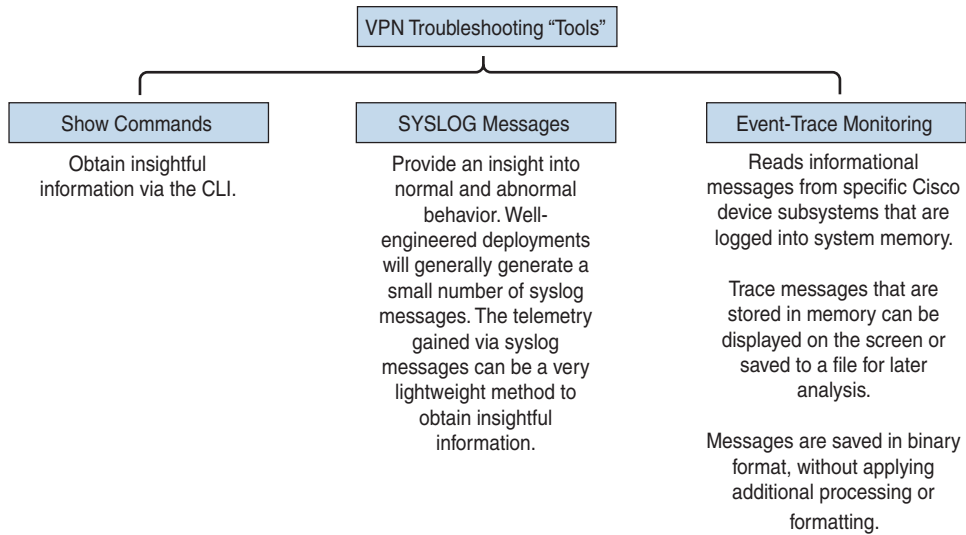 VPN Troubleshooting “Tools”
Show Commands
Obtain insightful
information via the CLI.
SYSLOG Messages
Provide an insight into
normal and abnormal
behavior. Well-
engineered deployments
will generally generate a
small number of syslog
messages. The telemetry
gained via syslog
messages can be a very
lightweight method to
obtain insightful
information.
Event-Trace Monitoring
Reads informational
messages from specific Cisco
device subsystems that are
logged into system memory.
Trace messages that are
stored in memory can be
displayed on the screen or
saved to a file for later
analysis.
Messages are saved in binary
format, without applying
additional processing or
formatting.